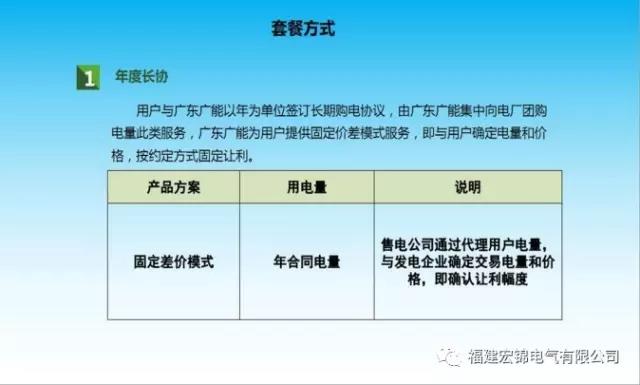 套餐方式
1 年度长协
用户与广东广能以年为单位签订长期购电协议，由广东广能集中向电厂团购
电量此类服务，广东广能为用户提供固定价差模式服务，即与用户确定电量和价
格，按约定方式固定让利。
产品方案 用电量 说明
固定差价模式 年合同电量 售电公司通过代理用户电量，
与发电企业确定交易电量和价
格，即确认让利幅度
福建宏锦电气有限公司